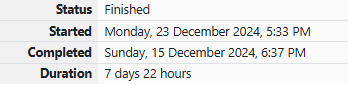 Status Finished
Started Monday, 23 December 2024, 5:33 PM
Completed Sunday, 15 December 2024, 6:37 PM
Duration 7 days 22 hours